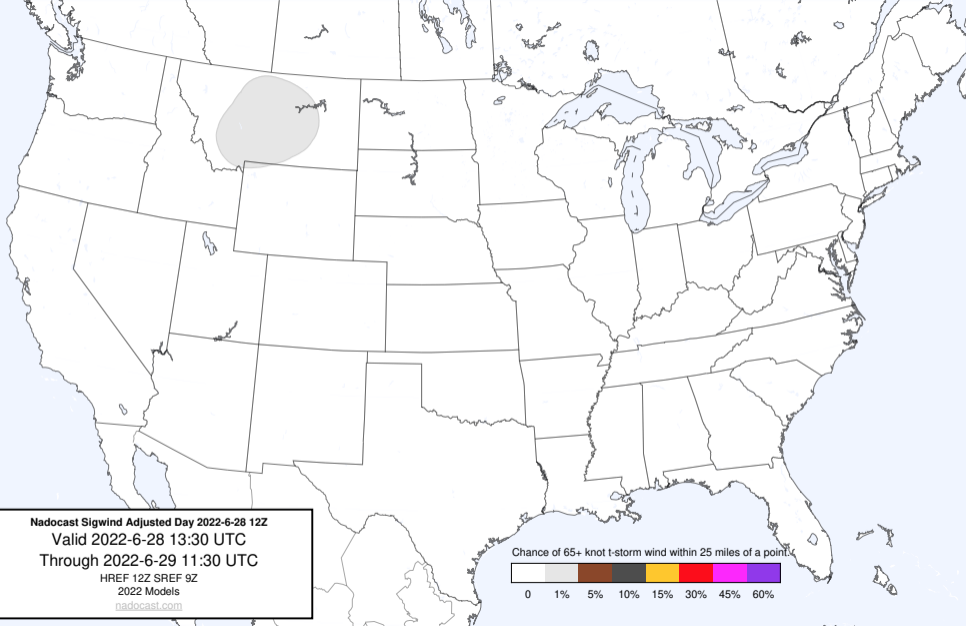 Nadocast Sigwind Adjusted Day 2022-6-28 12Z
Valid 2022-6-28 13:30 UTC
Through 2022-6-29 11:30 UTC
HREF 12Z SREF 9Z
2022 Models
nadocast.com
Chance of 65+ knot t-storm wind within 25 miles of a point.
0 1% 5% 10% 15% 30% 45% 60%